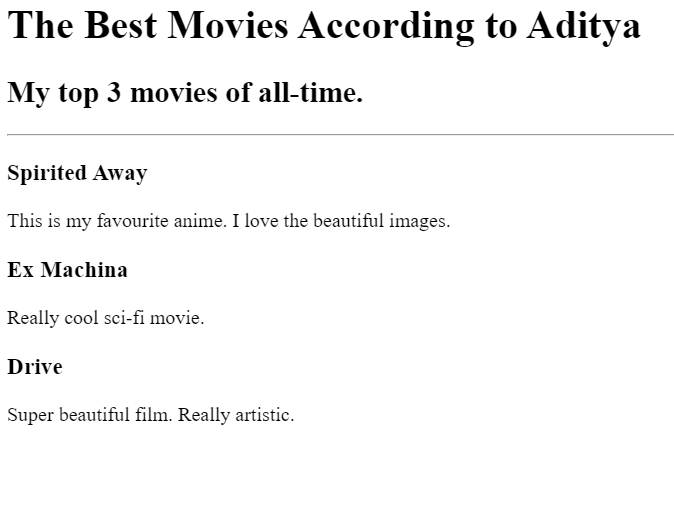 The Best Movies According to Aditya
My top 3 movies of all-time.
Spirited Away
This is my favourite anime. I love the beautiful images.
Ex Machina
Really cool sci-fi movie.
Drive
Super beautiful film. Really artistic.